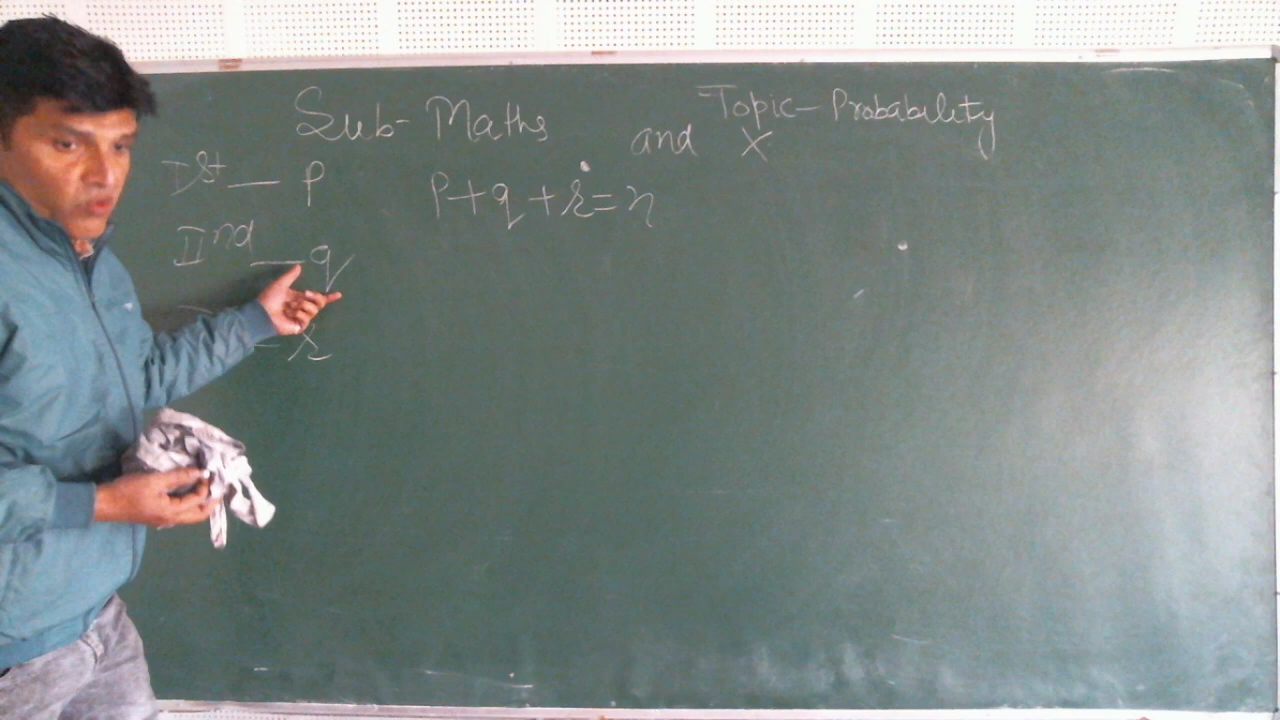 Sub- Maths
Topic- Probability
and X
Ist — p
p+q+r=n
IInd — q
— r